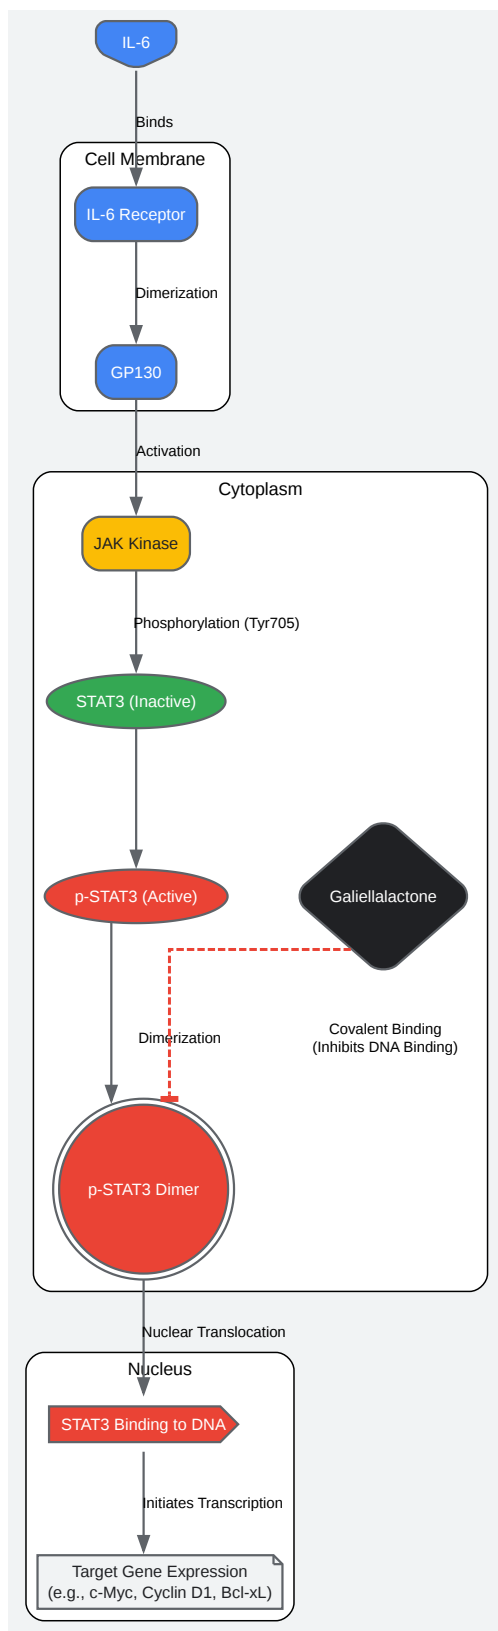 IL-6
Binds
Cell Membrane
IL-6 Receptor
Dimerization
GP130
Activation
Cytoplasm
JAK Kinase
Phosphorylation (Tyr705)
STAT3 (Inactive)
p-STAT3 (Active)
Galiellalactone
Dimerization
Covalent Binding
(Inhibits DNA Binding)
p-STAT3 Dimer
Nuclear Translocation
Nucleus
STAT3 Binding to DNA
Initiates Transcription
Target Gene Expression
(e.g., c-Myc, Cyclin D1, Bcl-xL)